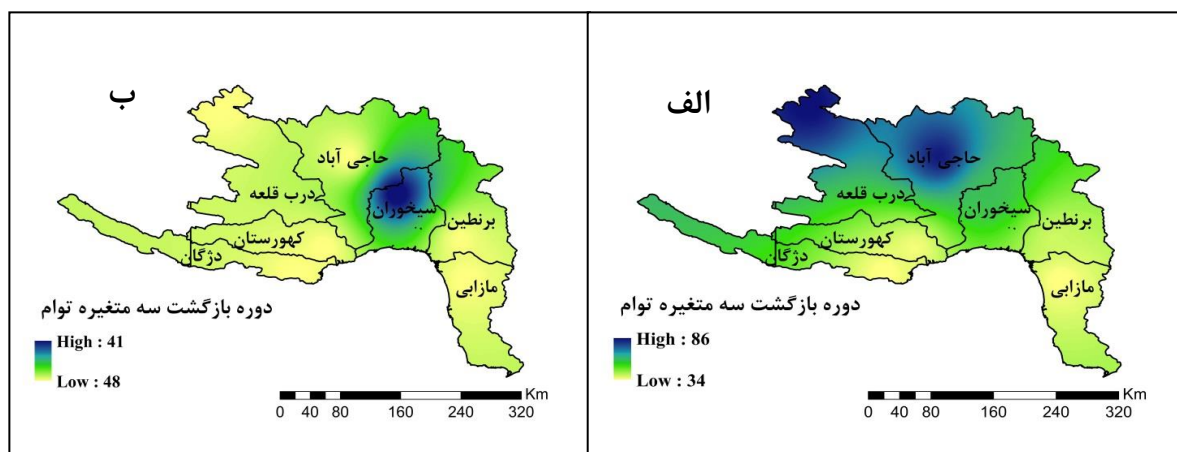 الف
حاجی آباد
درب قلعه
سیخوران
برنطین
کهورستان
دژگان
مازابی
دوره بازگشت سه متغیره توام
High : 86
Low : 34
Km
0 40 80 160 240 320
ب
حاجی آباد
درب قلعه
سیخوران
برنطین
کهورستان
دژگان
مازابی
دوره بازگشت سه متغیره توام
High : 41
Low : 48
Km
0 40 80 160 240 320